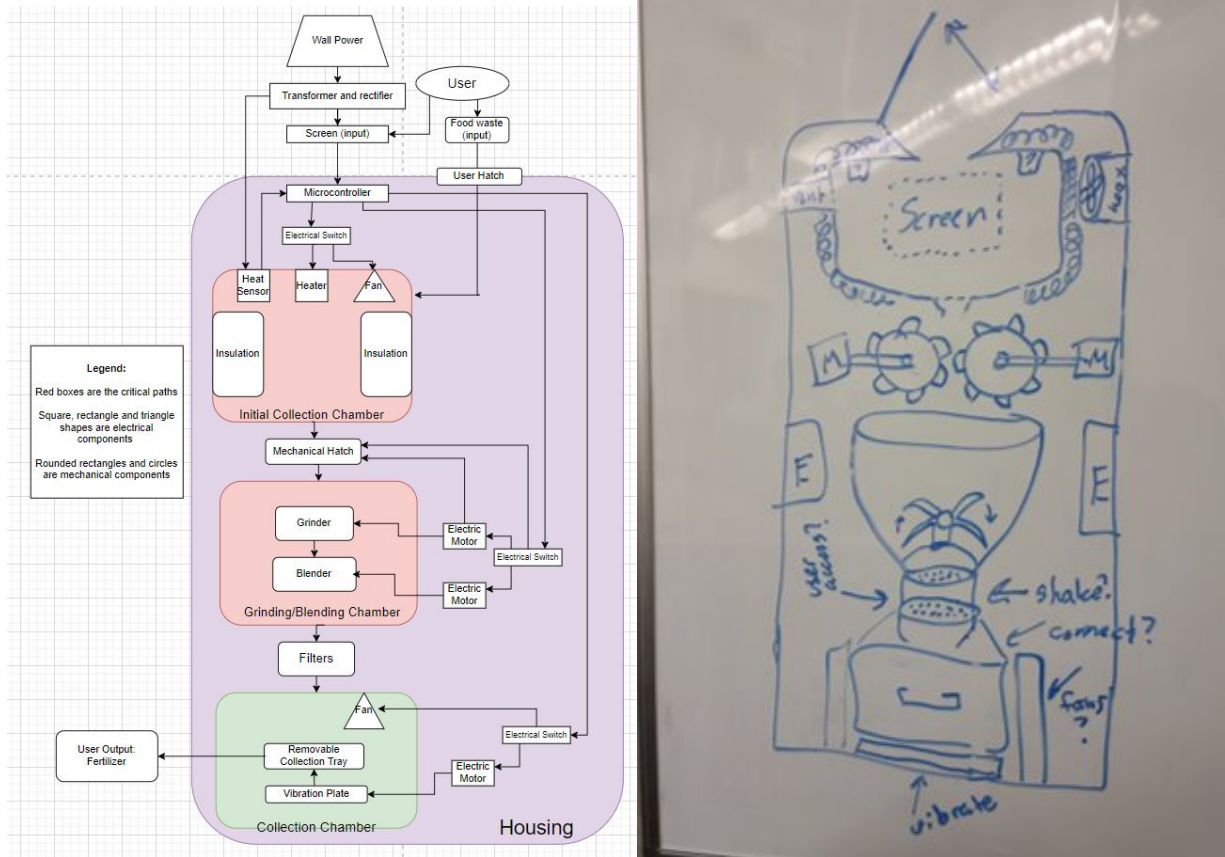 Wall Power
Transformer and rectifier
User
Screen (input)
Food waste
(input)
User Hatch
Microcontroller
Electrical Switch
Heat
Sensor
Heater
Fan
Insulation
Insulation
Initial Collection Chamber
Legend:
Red boxes are the critical paths
Square, rectangle and triangle
shapes are electrical
components
Rounded rectangles and circles
are mechanical components
Mechanical Hatch
Grinder
Blender
Electric
Motor
Electric
Motor
Electrical Switch
Grinding/Blending Chamber
Filters
Fan
Electrical Switch
Removable
Collection Tray
Electric
Motor
Vibration Plate
User Output:
Fertilizer
Collection Chamber
Housing
Screen
M
M
F
user
access?
shake?
connect?
fans
?
vibrate